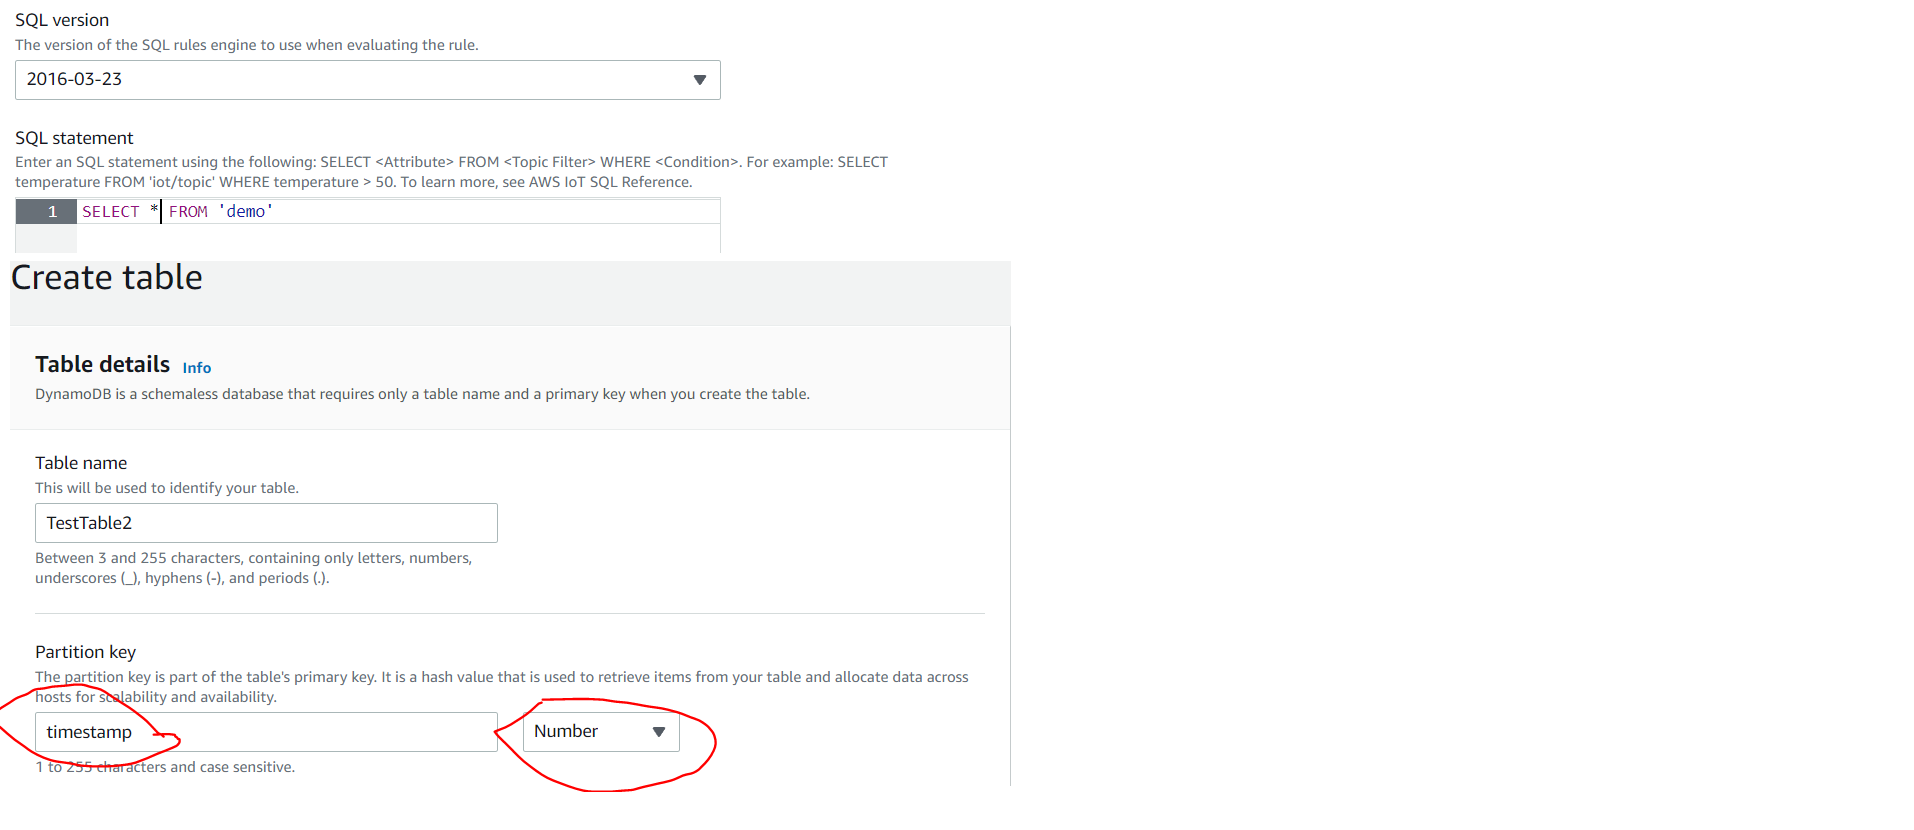 SQL version
The version of the SQL rules engine to use when evaluating the rule.
2016-03-23
SQL statement
Enter an SQL statement using the following: SELECT <Attribute> FROM <Topic Filter> WHERE <Condition>. For example: SELECT
temperature FROM 'iot/topic' WHERE temperature > 50. To learn more, see AWS IoT SQL Reference.
1 SELECT * FROM 'demo'
Create table
Table details Info
DynamoDB is a schemaless database that requires only a table name and a primary key when you create the table.
Table name
This will be used to identify your table.
TestTable2
Between 3 and 255 characters, containing only letters, numbers,
underscores (_), hyphens (-), and periods (.).
Partition key
The partition key is part of the table's primary key. It is a hash value that is used to retrieve items from your table and allocate data across
hosts for scalability and availability.
timestamp Number
1 to 255 characters and case sensitive.